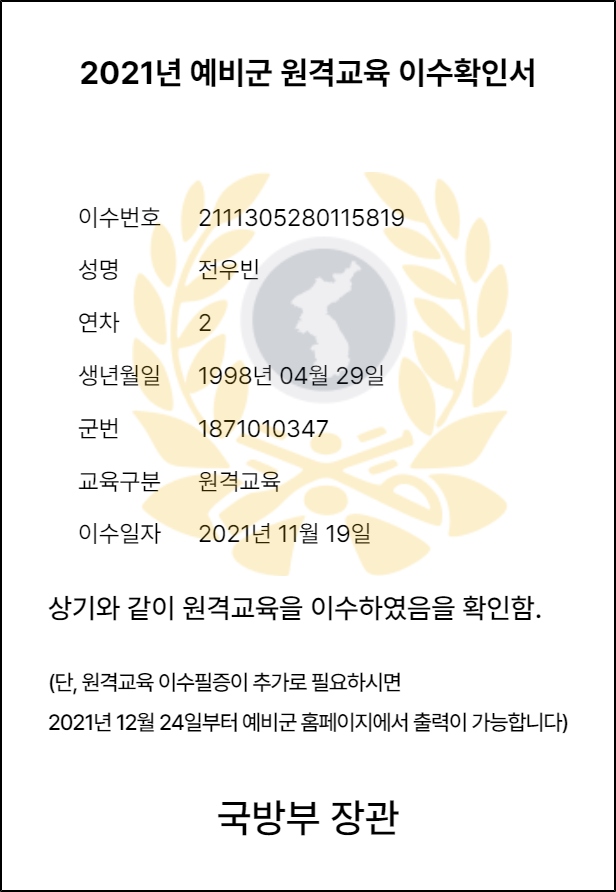 2021년 예비군 원격교육 이수확인서
이수번호 2111305280115819
성명 전우빈
연차 2
생년월일 1998년 04월 29일
군번 1871010347
교육구분 원격교육
이수일자 2021년 11월 19일
상기와 같이 원격교육을 이수하였음을 확인함.
(단, 원격교육 이수필증이 추가로 필요하시면
2021년 12월 24일부터 예비군 홈페이지에서 출력이 가능합니다)
국방부 장관